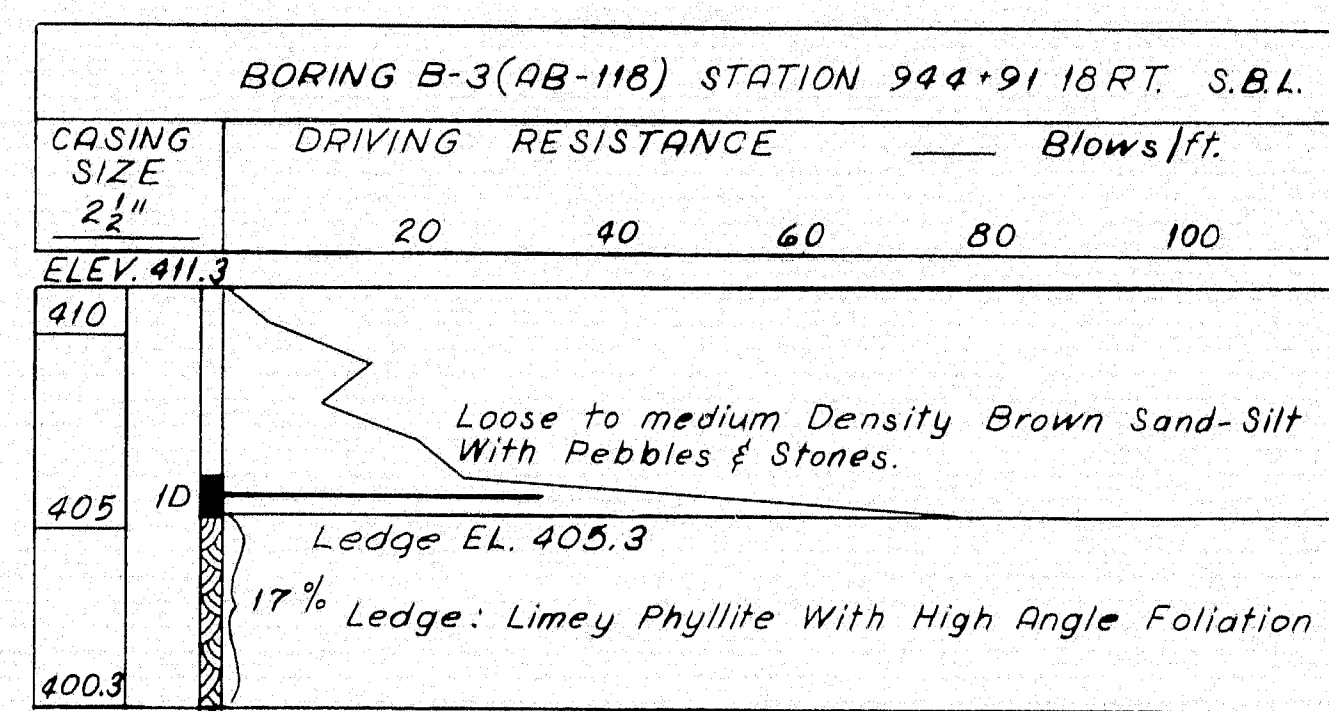 BORING B-3(AB-118) STATION 944+91 18 RT. S.B.L.
CASING SIZE 2½"
DRIVING RESISTANCE —— Blows/ft.
20 40 60 80 100
ELEV. 411.3
410
Loose to medium Density Brown Sand-Silt
With Pebbles & Stones.
405 1D
Ledge EL. 405.3
17% Ledge: Limey Phyllite With High Angle Foliation
400.3